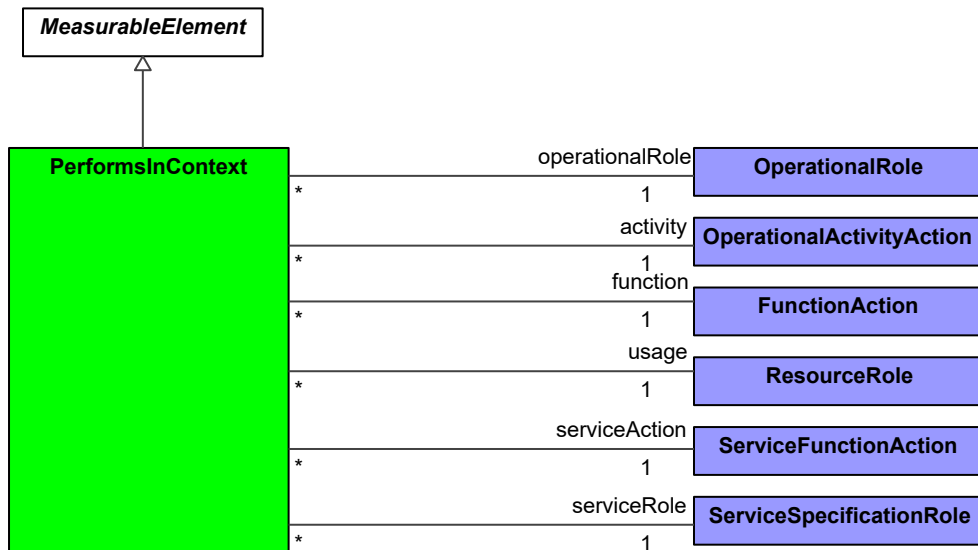 MeasurableElement
PerformsInContext
operationalRole
* 1
OperationalRole
activity
* 1
OperationalActivityAction
function
* 1
FunctionAction
usage
* 1
ResourceRole
serviceAction
* 1
ServiceFunctionAction
serviceRole
* 1
ServiceSpecificationRole